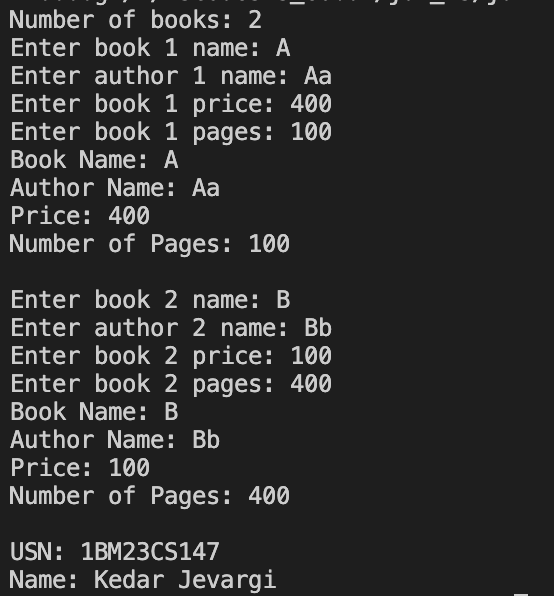 Number of books: 2
Enter book 1 name: A
Enter author 1 name: Aa
Enter book 1 price: 400
Enter book 1 pages: 100
Book Name: A
Author Name: Aa
Price: 400
Number of Pages: 100

Enter book 2 name: B
Enter author 2 name: Bb
Enter book 2 price: 100
Enter book 2 pages: 400
Book Name: B
Author Name: Bb
Price: 100
Number of Pages: 400

USN: 1BM23CS147
Name: Kedar Jevargi